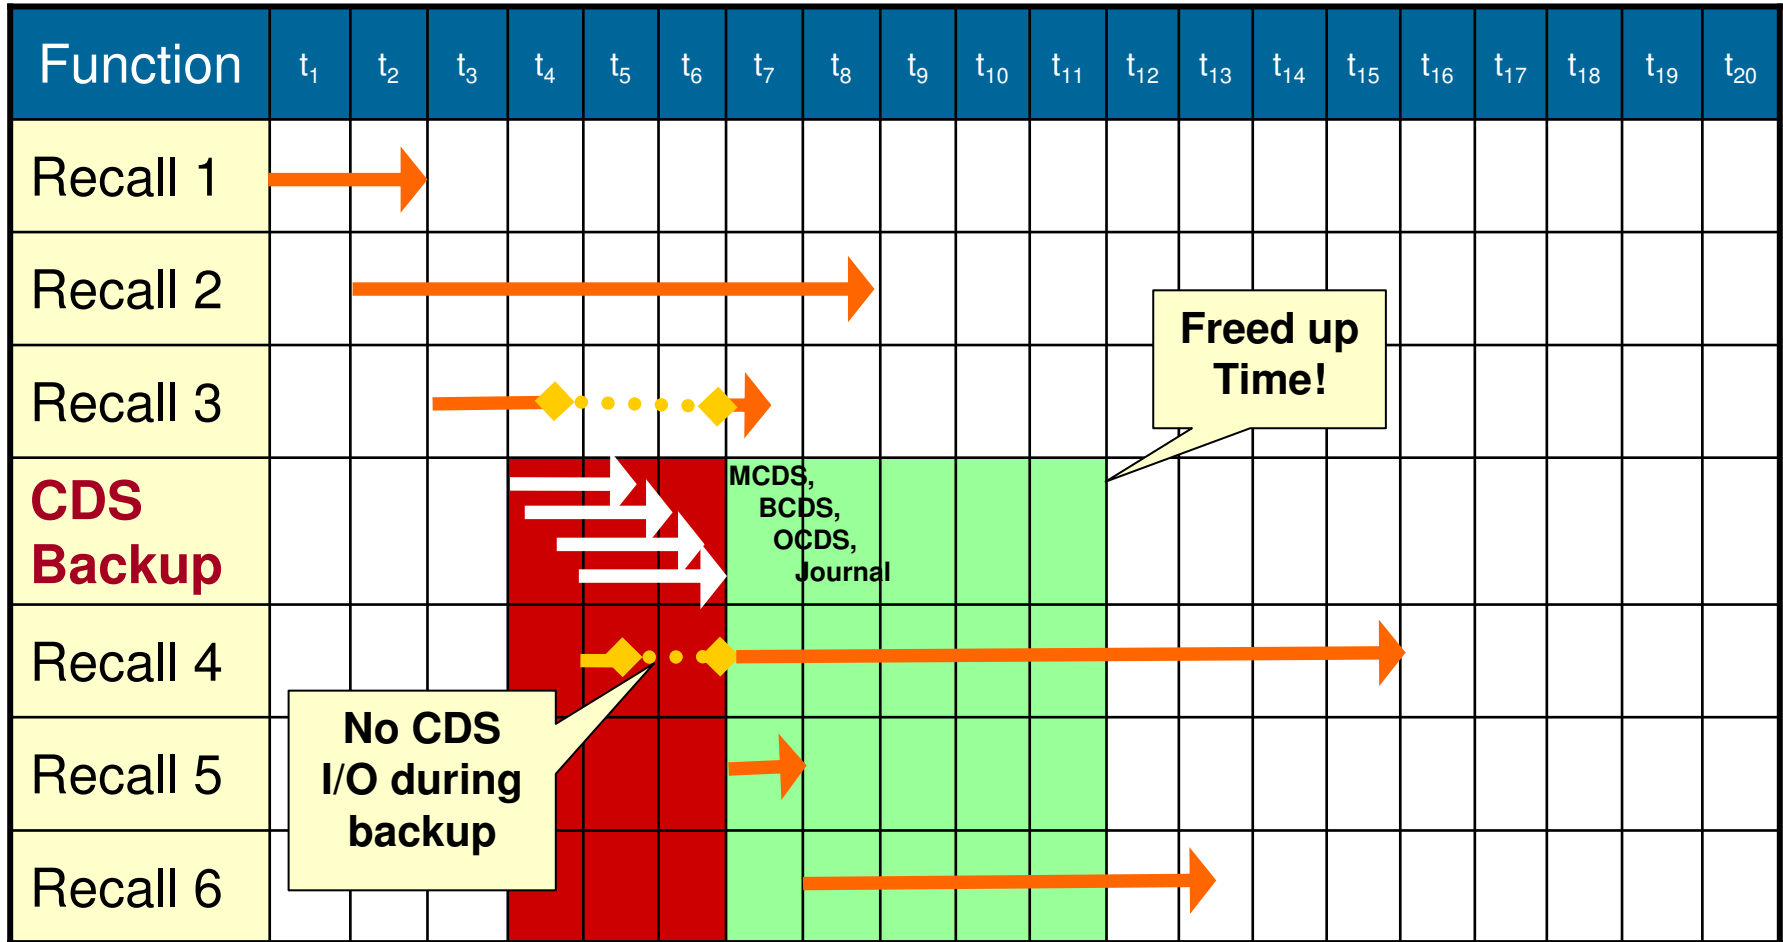 Function t1 t2 t3 t4 t5 t6 t7 t8 t9 t10 t11 t12 t13 t14 t15 t16 t17 t18 t19 t20
Recall 1
Recall 2
Freed up
Time!
Recall 3
CDS
Backup
MCDS,
BCDS,
OCDS,
Journal
Recall 4
No CDS
I/O during
backup
Recall 5
Recall 6